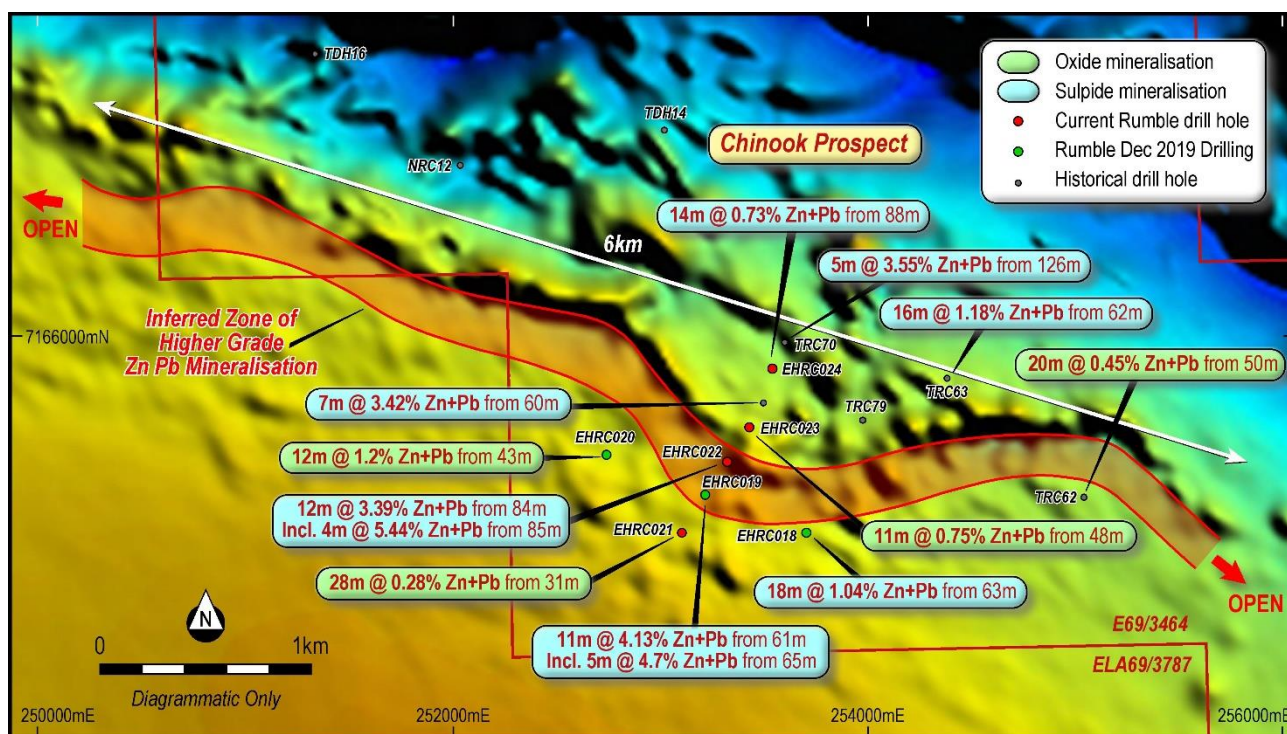 TDH16
TDH14
NRC12
Chinook Prospect
Oxide mineralisation
Sulpide mineralisation
Current Rumble drill hole
Rumble Dec 2019 Drilling
Historical drill hole
OPEN
6km
14m @ 0.73% Zn+Pb from 88m
5m @ 3.55% Zn+Pb from 126m
16m @ 1.18% Zn+Pb from 62m
20m @ 0.45% Zn+Pb from 50m
7166000mN
Inferred Zone of
Higher Grade
Zn Pb Mineralisation
TRC70
EHRC024
TRC63
7m @ 3.42% Zn+Pb from 60m
TRC79
EHRC023
EHRC020
12m @ 1.2% Zn+Pb from 43m
EHRC022
EHRC019
TRC62
12m @ 3.39% Zn+Pb from 84m
Incl. 4m @ 5.44% Zn+Pb from 85m
EHRC021
EHRC018
11m @ 0.75% Zn+Pb from 48m
28m @ 0.28% Zn+Pb from 31m
18m @ 1.04% Zn+Pb from 63m
OPEN
11m @ 4.13% Zn+Pb from 61m
Incl. 5m @ 4.7% Zn+Pb from 65m
E69/3464
ELA69/3787
N
0 1km
Diagrammatic Only
250000mE
252000mE
254000mE
256000mE